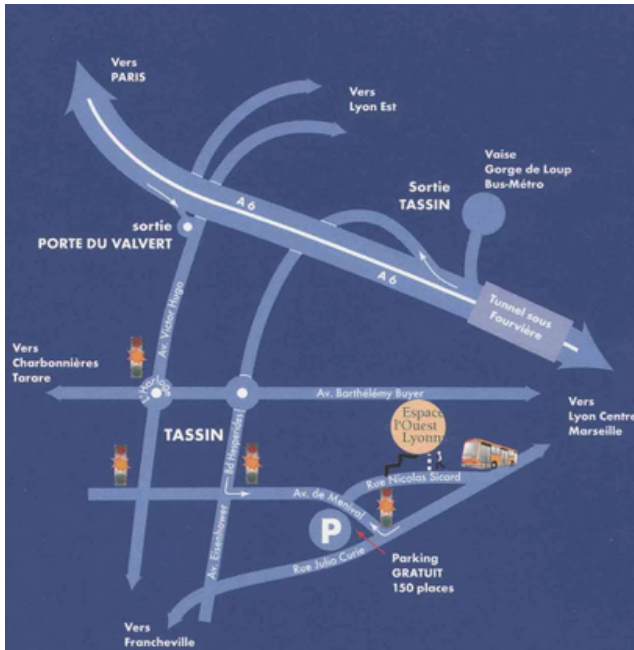 Vers
PARIS
Vers
Lyon Est
Vaise
Gorge de Loup
Bus-Métro
Sortie
TASSIN
A 6
sortie
PORTE DU VALVERT
A 6
Tunnel sous
Fourvière
Av. Victor Hugo
Vers
Charbonnières
Tarare
l'Horloge
Av. Barthélémy Buyer
Vers
Lyon Centre
Marseille
Espace
l'Ouest
Lyonn
TASSIN
Bd Hesperides
Rue Nicolas Sicard
Av. de Menival
P
Av. Eisenhower
Rue Julio Curie
Parking
GRATUIT
150 places
Vers
Francheville